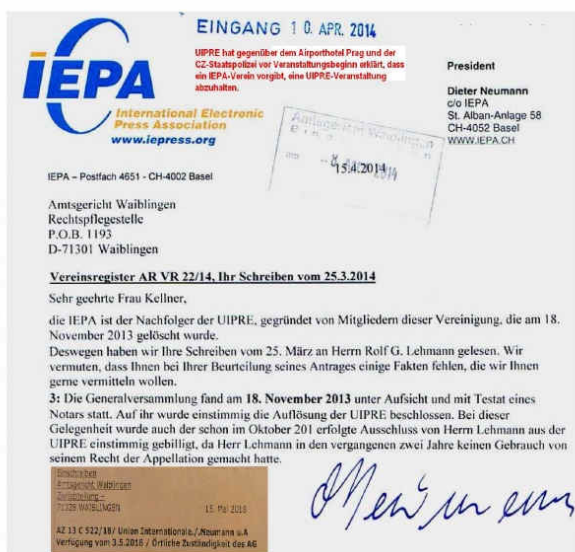 EINGANG 10. APR. 2014
UIPRE hat gegenüber dem Airporthotel Prag und der
CZ-Staatspolizei vor Veranstaltungsbeginn erklärt, dass
ein IEPA-Verein vorgibt, eine UIPRE-Veranstaltung
abzuhalten.
IEPA
International Electronic
Press Association
www.iepress.org
President
Dieter Neumann
c/o IEPA
St. Alban-Anlage 58
CH-4052 Basel
WWW.IEPA.CH
Amtsgericht Waiblingen
15.4.2014
IEPA – Postfach 4651 - CH-4002 Basel
Amtsgericht Waiblingen
Rechtspflegestelle
P.O.B. 1193
D-71301 Waiblingen
Vereinsregister AR VR 22/14, Ihr Schreiben vom 25.3.2014
Sehr geehrte Frau Kellner,
die IEPA ist der Nachfolger der UIPRE, gegründet von Mitgliedern dieser Vereinigung, die am 18.
November 2013 gelöscht wurde.
Deswegen haben wir Ihre Schreiben vom 25. März an Herrn Rolf G. Lehmann gelesen. Wir
vermuten, dass Ihnen bei Ihrer Beurteilung seines Antrages einige Fakten fehlen, die wir Ihnen
gerne vermitteln wollen.
3: Die Generalversammlung fand am 18. November 2013 unter Aufsicht und mit Testat eines
Notars statt. Auf ihr wurde einstimmig die Auflösung der UIPRE beschlossen. Bei dieser
Gelegenheit wurde auch der schon im Oktober 201 erfolgte Ausschluss von Herrn Lehmann aus der
UIPRE einstimmig gebilligt, da Herr Lehmann in den vergangenen zwei Jahre keinen Gebrauch von
seinem Recht der Appellation gemacht hatte.
Einschreiben
Amtsgericht Waiblingen
71328 WAIBLINGEN 15. Mai 2018
AZ 13 C 522/18/ Union Internationale./.Neumann u.A
Verfügung vom 3.5.2018 / Örtliche Zuständigkeit des AG
Neumann